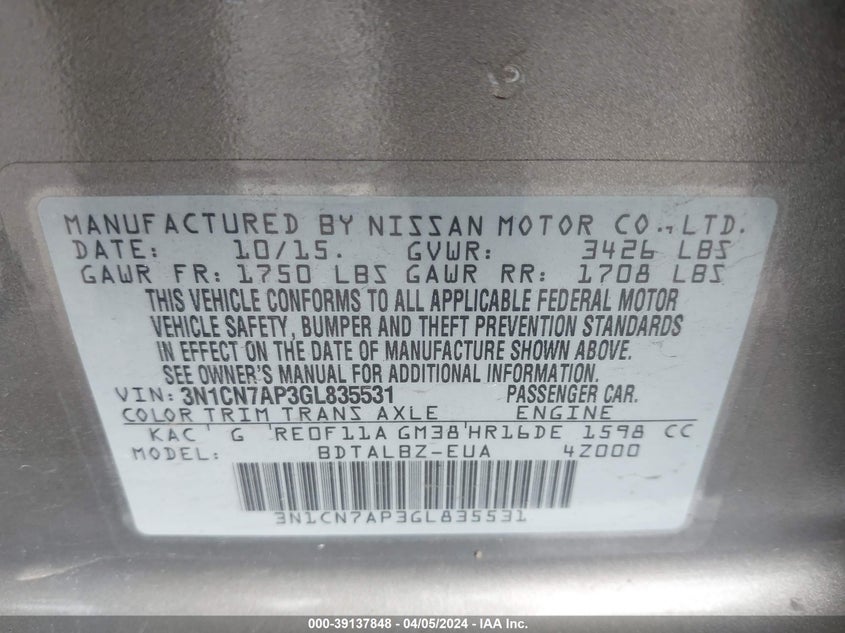 MANUFACTURED BY NISSAN MOTOR CO., LTD.
DATE: 10/15. GVWR: 3426 LBS
GAWR FR: 1750 LBS GAWR RR: 1708 LBS
THIS VEHICLE CONFORMS TO ALL APPLICABLE FEDERAL MOTOR
VEHICLE SAFETY, BUMPER AND THEFT PREVENTION STANDARDS
IN EFFECT ON THE DATE OF MANUFACTURE SHOWN ABOVE.
SEE OWNER'S MANUAL FOR ADDITIONAL INFORMATION.
VIN: 3N1CN7AP3GL835531 PASSENGER CAR.
COLOR TRIM TRANS AXLE ENGINE
KAC ' G 'RE0F11A GM38'HR16DE 1598 CC
MODEL: BDTALBZ-EUA 4Z000
3N1CN7AP3GL835531
000-39137848 - 04/05/2024 - IAA Inc.